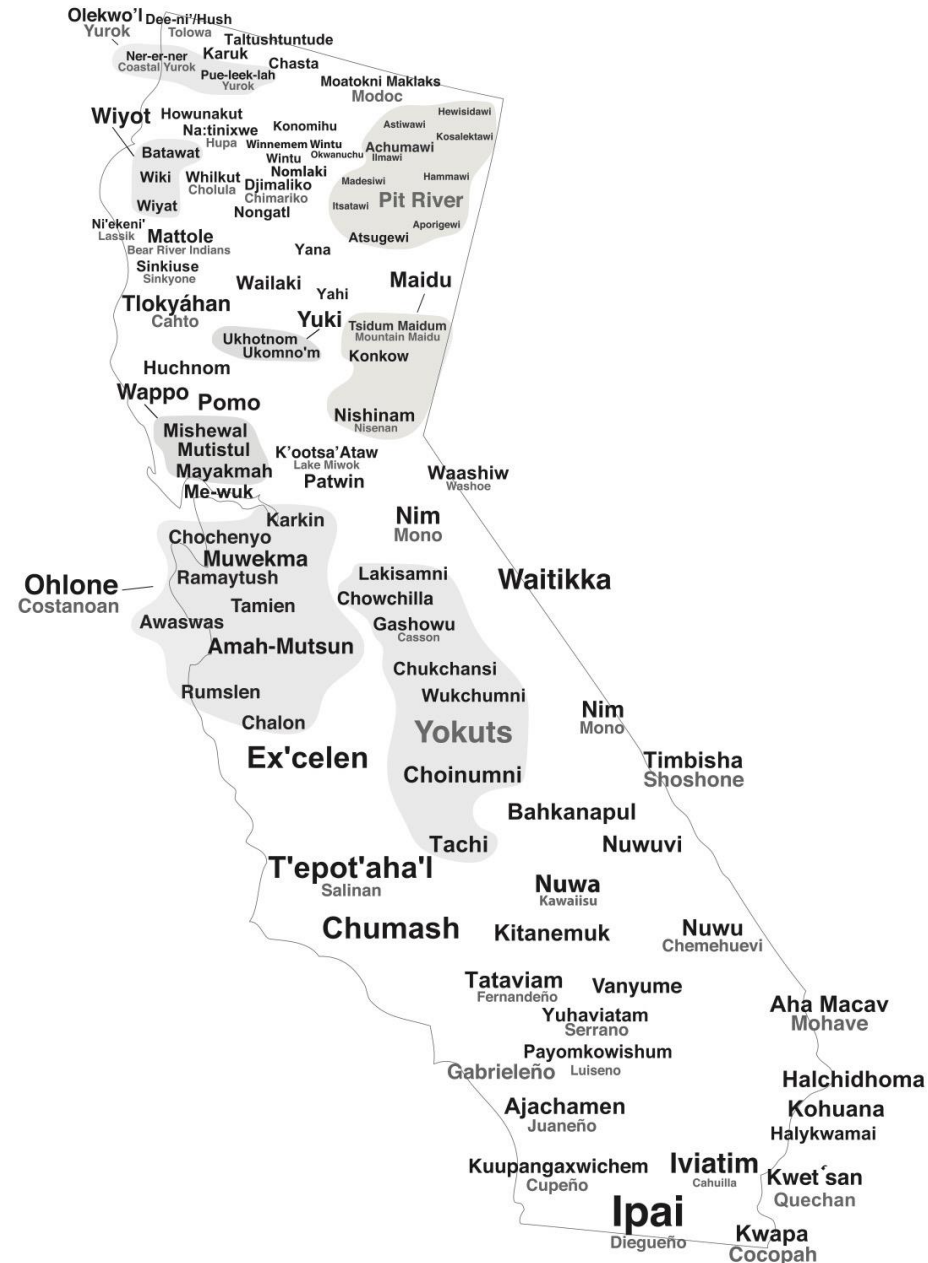 Olekwo'l
Yurok
Dee-ni'/Hush
Tolowa
Taltushtuntude
Ner-er-ner
Coastal Yurok
Karuk
Chasta
Pue-leek-lah
Yurok
Moatokni Maklaks
Modoc
Wiyot
Howunakut
Na:tinixwe
Hupa
Konomihu
Winnemem Wintu
Wintu
Okwanuchu
Nomlaki
Batawat
Wiki
Wiyat
Whilkut
Cholula
Djimaliko
Chimariko
Nongatl
Hewisidawi
Astiwawi
Kosalektawi
Achumawi
Ilmawi
Madesiwi
Hammawi
Itsatawi
Pit River
Aporigewi
Atsugewi
Ni'ekeni'
Lassik
Mattole
Bear River Indians
Sinkiuse
Sinkyone
Yana
Wailaki
Yahi
Maidu
Tlokyáhan
Cahto
Yuki
Ukhotnom
Ukomno'm
Tsidum Maidum
Mountain Maidu
Konkow
Nishinam
Nisenan
Huchnom
Wappo
Pomo
Mishewal
Mutistul
Mayakmah
Me-wuk
K'ootsa'Ataw
Lake Miwok
Patwin
Waashiw
Washoe
Nim
Mono
Karkin
Chochenyo
Muwekma
Ramaytush
Ohlone
Costanoan
Tamien
Awaswas
Amah-Mutsun
Rumslen
Chalon
Waitikka
Lakisamni
Chowchilla
Gashowu
Casson
Chukchansi
Wukchumni
Yokuts
Choinumni
Tachi
Nim
Mono
Timbisha
Shoshone
Ex'celen
Bahkanapul
Nuwuvi
T'epot'aha'l
Salinan
Nuwa
Kawaiisu
Chumash
Kitanemuk
Nuwu
Chemehuevi
Tataviam
Fernandeño
Vanyume
Yuhaviatam
Serrano
Aha Macav
Mohave
Payomkowishum
Luiseno
Gabrieleño
Halchidhoma
Kohuana
Halykwamai
Ajachamen
Juaneño
Kuupangaxwichem
Cupeño
Iviatim
Cahuilla
Kwet´san
Quechan
Ipai
Diegueño
Kwapa
Cocopah